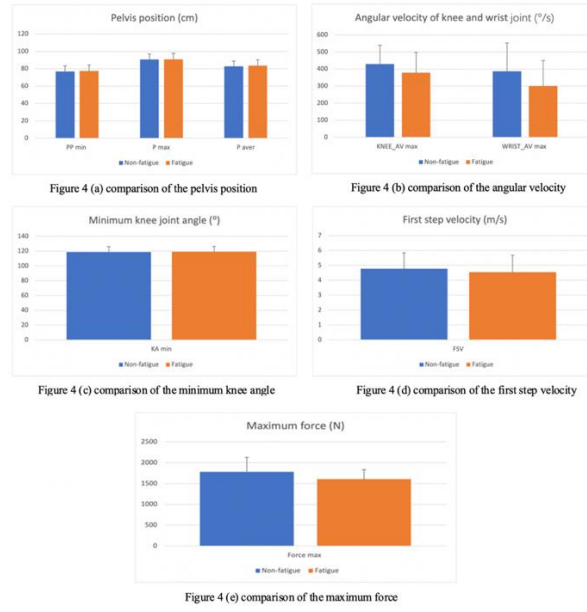 Pelvis position (cm)
120
100
80
60
40
20
0
PP min P max P aver
Non-fatigue Fatigue
Figure 4 (a) comparison of the pelvis position
Angular velocity of knee and wrist joint (°/s)
600
500
400
300
200
100
0
KNEE_AV max WRIST_AV max
Non-fatigue Fatigue
Figure 4 (b) comparison of the angular velocity
Minimum knee joint angle (°)
140
120
100
80
60
40
20
0
KA min
Non-fatigue Fatigue
Figure 4 (c) comparison of the minimum knee angle
First step velocity (m/s)
7
6
5
4
3
2
1
0
FSV
Non-fatigue Fatigue
Figure 4 (d) comparison of the first step velocity
Maximum force (N)
2500
2000
1500
1000
500
0
Force max
Non-fatigue Fatigue
Figure 4 (e) comparison of the maximum force